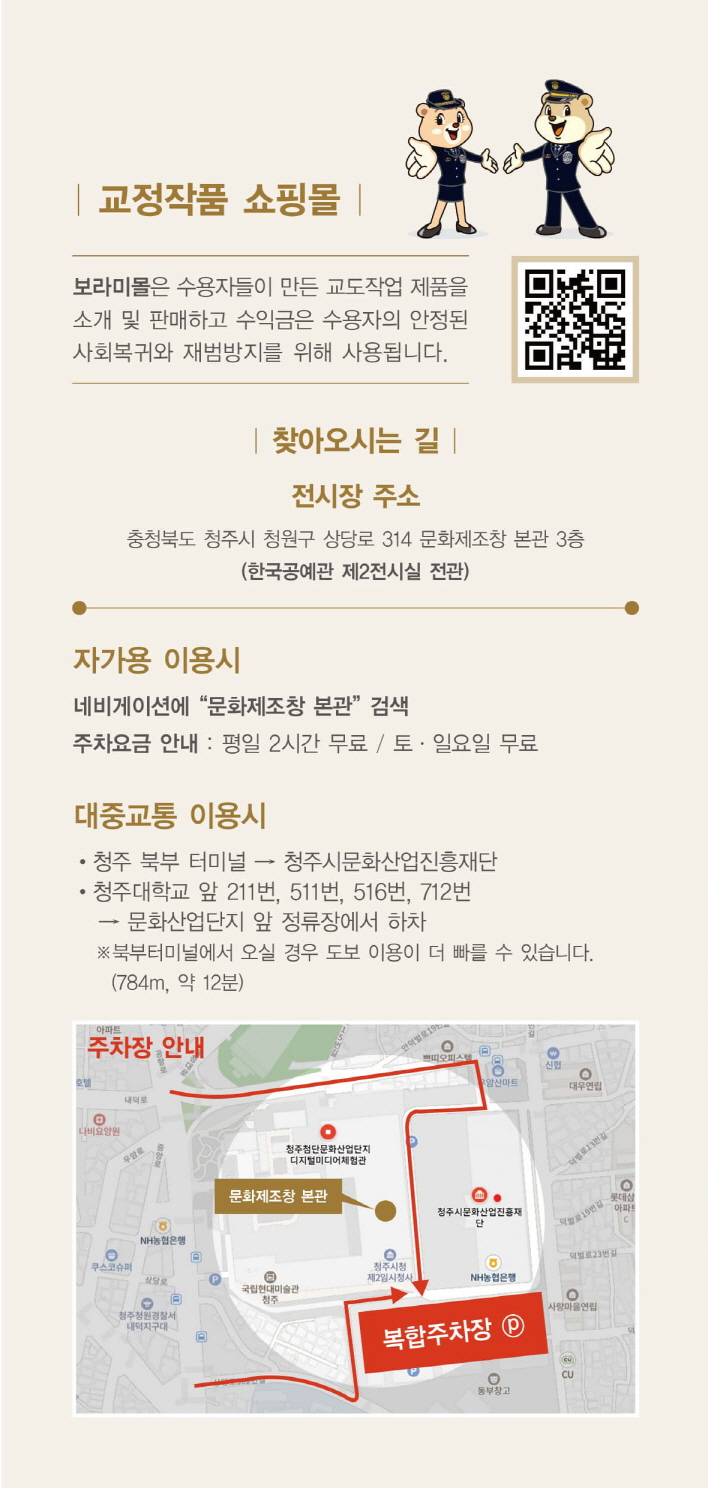 | 교정작품 쇼핑몰 |
보라미몰은 수용자들이 만든 교도작업 제품을
소개 및 판매하고 수익금은 수용자의 안정된
사회복귀와 재범방지를 위해 사용됩니다.
| 찾아오시는 길 |
전시장 주소
충청북도 청주시 청원구 상당로 314 문화제조창 본관 3층
(한국공예관 제2전시실 전관)
자가용 이용시
네비게이션에 “문화제조창 본관” 검색
주차요금 안내 : 평일 2시간 무료 / 토 · 일요일 무료
대중교통 이용시
• 청주 북부 터미널 → 청주시문화산업진흥재단
• 청주대학교 앞 211번, 511번, 516번, 712번
→ 문화산업단지 앞 정류장에서 하차
※북부터미널에서 오실 경우 도보 이용이 더 빠를 수 있습니다.
(784m, 약 12분)
아파트
주차장 안내
쁘띠오피스텔
신협
호텔
우암산마트
대우연립
내덕로
나비요양원
우암로
중앙로
청주첨단문화산업단지
디지털미디어체험관
덕벌로13번길
문화제조창 본관
청주시문화산업진흥재
단
롯데삼
아파트
C
덕벌로19번길
NH농협은행
쿠스코슈퍼
상당로
P
국립현대미술관
청주
청주시청
제2임시청사
NH농협은행
덕벌로23번길
청주청원경찰서
내덕지구대
사랑마을연립
복합주차장 ⓟ
P
CU
CU
동부창고